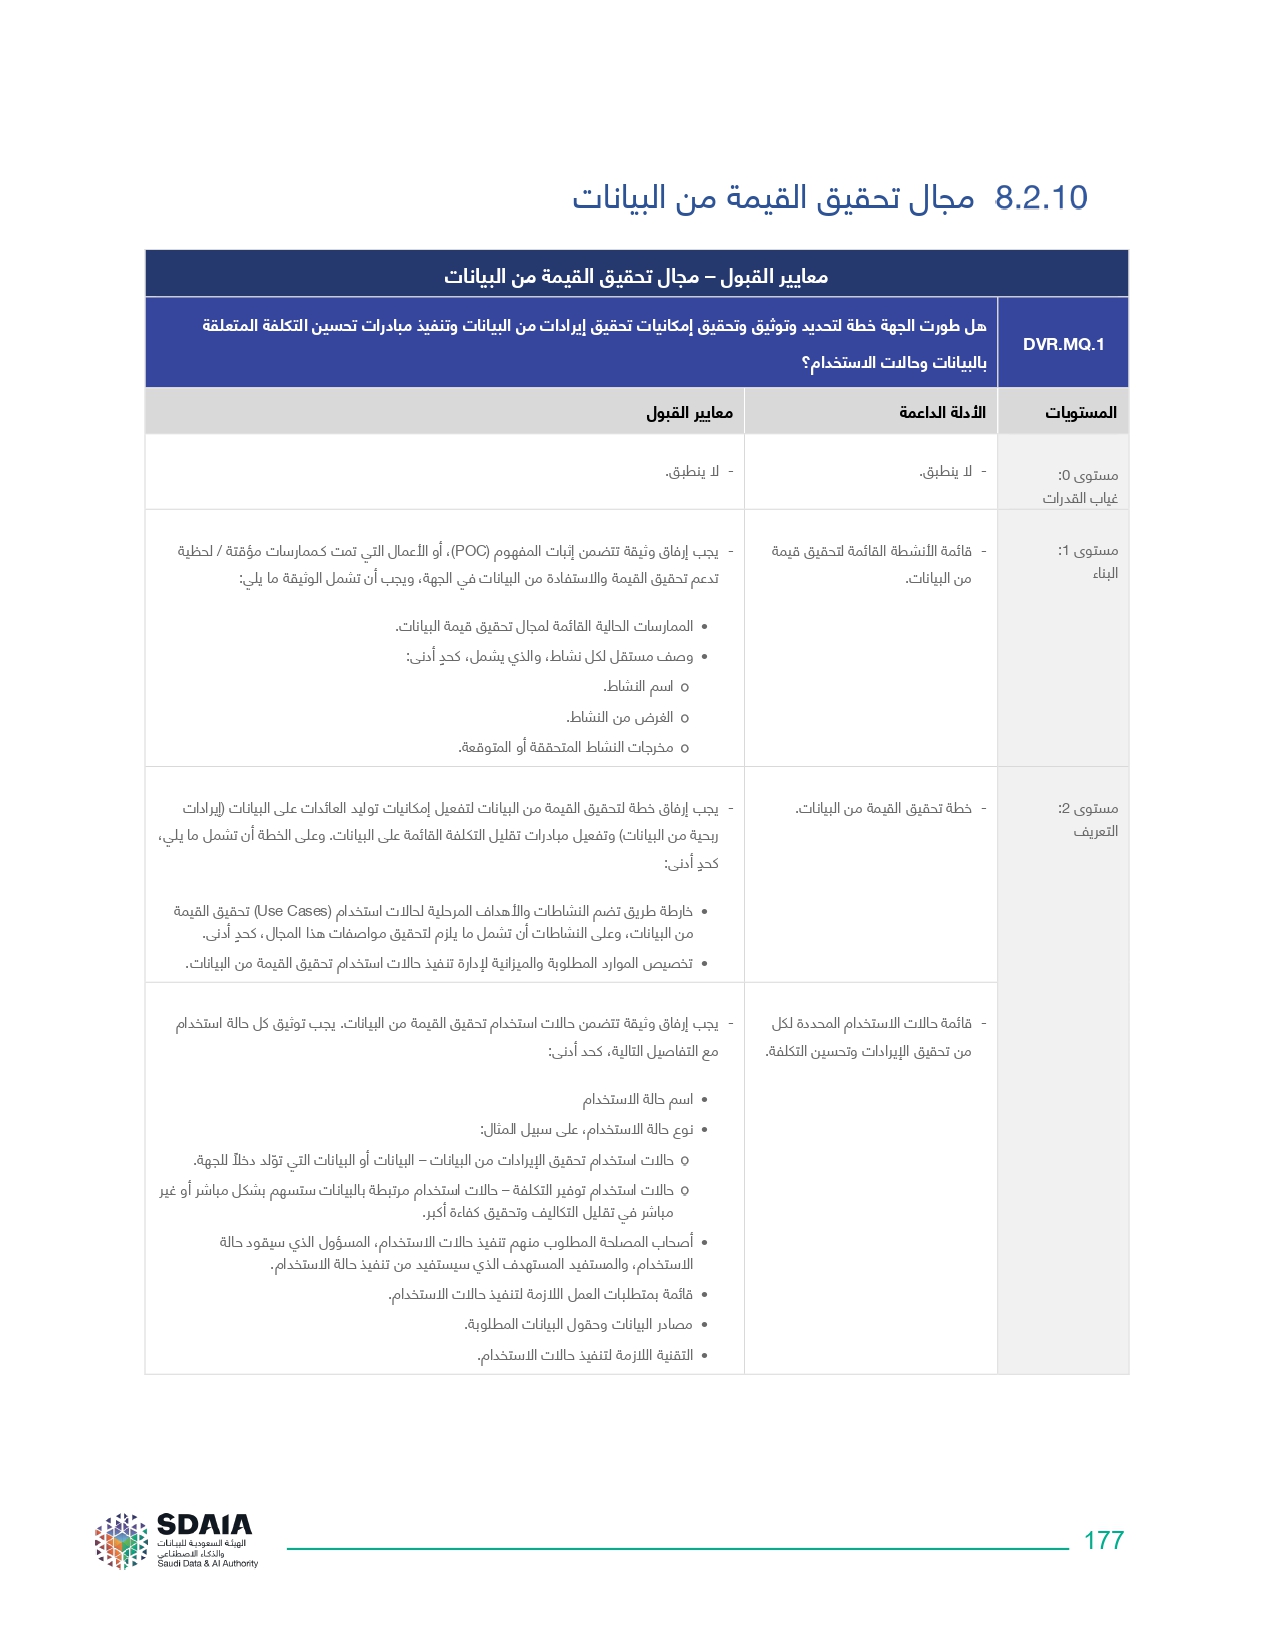 8.2.10 مجال تحقيق القيمة من البيانات
معايير القبول – مجال تحقيق القيمة من البيانات
DVR.MQ.1
هل طورت الجهة خطة لتحديد وتوثيق وتحقيق إمكانيات تحقيق إيرادات من البيانات وتنفيذ مبادرات تحسين التكلفة المتعلقة
بالبيانات وحالات الاستخدام؟
المستويات
الأدلة الداعمة
معايير القبول
مستوى 0:
غياب القدرات
- لا ينطبق.
- لا ينطبق.
مستوى 1:
البناء
- قائمة الأنشطة القائمة لتحقيق قيمة
من البيانات.
- يجب إرفاق وثيقة تتضمن إثبات المفهوم (POC)، أو الأعمال التي تمت كممارسات مؤقتة / لحظية
تدعم تحقيق القيمة والاستفادة من البيانات في الجهة، ويجب أن تشمل الوثيقة ما يلي:
• الممارسات الحالية القائمة لمجال تحقيق قيمة البيانات.
• وصف مستقل لكل نشاط، والذي يشمل، كحدٍ أدنى:
o اسم النشاط.
o الغرض من النشاط.
o مخرجات النشاط المتحققة أو المتوقعة.
مستوى 2:
التعريف
- خطة تحقيق القيمة من البيانات.
- يجب إرفاق خطة لتحقيق القيمة من البيانات لتفعيل إمكانيات توليد العائدات على البيانات (إيرادات
ربحية من البيانات) وتفعيل مبادرات تقليل التكلفة القائمة على البيانات. وعلى الخطة أن تشمل ما يلي،
كحدٍ أدنى:
• خارطة طريق تضم النشاطات والأهداف المرحلية لحالات استخدام (Use Cases) تحقيق القيمة
من البيانات، وعلى النشاطات أن تشمل ما يلزم لتحقيق مواصفات هذا المجال، كحدٍ أدنى.
• تخصيص الموارد المطلوبة والميزانية لإدارة تنفيذ حالات استخدام تحقيق القيمة من البيانات.
- قائمة حالات الاستخدام المحددة لكل
من تحقيق الإيرادات وتحسين التكلفة.
- يجب إرفاق وثيقة تتضمن حالات استخدام تحقيق القيمة من البيانات. يجب توثيق كل حالة استخدام
مع التفاصيل التالية، كحد أدنى:
• اسم حالة الاستخدام
• نوع حالة الاستخدام، على سبيل المثال:
o حالات استخدام تحقيق الإيرادات من البيانات – البيانات أو البيانات التي تؤلد دخلاً للجهة.
o حالات استخدام توفير التكلفة – حالات استخدام مرتبطة بالبيانات ستسهم بشكل مباشر أو غير
مباشر في تقليل التكاليف وتحقيق كفاءة أكبر.
• أصحاب المصلحة المطلوب منهم تنفيذ حالات الاستخدام، المسؤول الذي سيقود حالة
الاستخدام، والمستفيد المستهدف الذي سيستفيد من تنفيذ حالة الاستخدام.
• قائمة بمتطلبات العمل اللازمة لتنفيذ حالات الاستخدام.
• مصادر البيانات وحقول البيانات المطلوبة.
• التقنية اللازمة لتنفيذ حالات الاستخدام.
SDAIA
الهيئة السعودية للبيانات
والذكاء الاصطناعي
Saudi Data & AI Authority
177